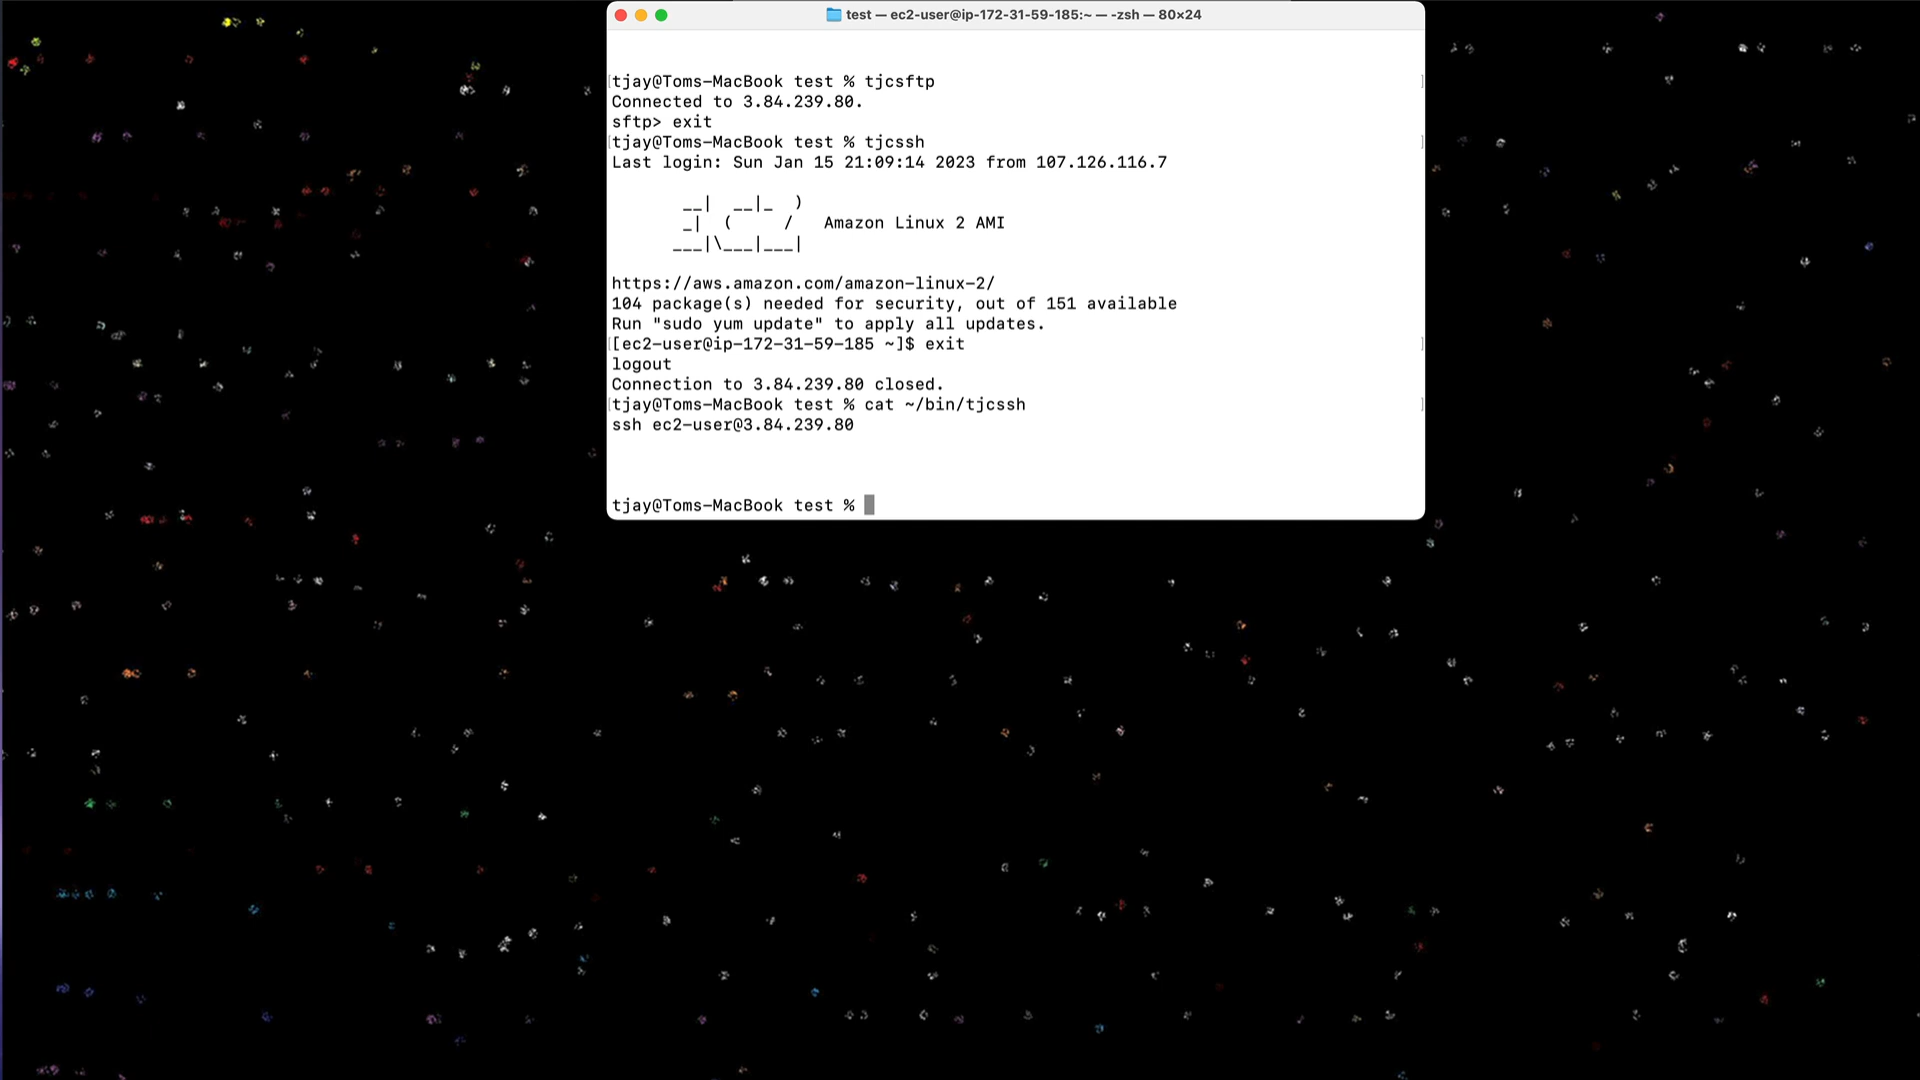 test — ec2-user@ip-172-31-59-185:~ — -zsh — 80×24
[tjay@Toms-MacBook test % tjcsftp ]
Connected to 3.84.239.80.
sftp> exit
[tjay@Toms-MacBook test % tjcssh ]
Last login: Sun Jan 15 21:09:14 2023 from 107.126.116.7
       __|  __|_  )
       _|  (     /   Amazon Linux 2 AMI
      ___|\___|___|
https://aws.amazon.com/amazon-linux-2/
104 package(s) needed for security, out of 151 available
Run "sudo yum update" to apply all updates.
[[ec2-user@ip-172-31-59-185 ~]$ exit ]
logout
Connection to 3.84.239.80 closed.
[tjay@Toms-MacBook test % cat ~/bin/tjcssh ]
ssh ec2-user@3.84.239.80
tjay@Toms-MacBook test %